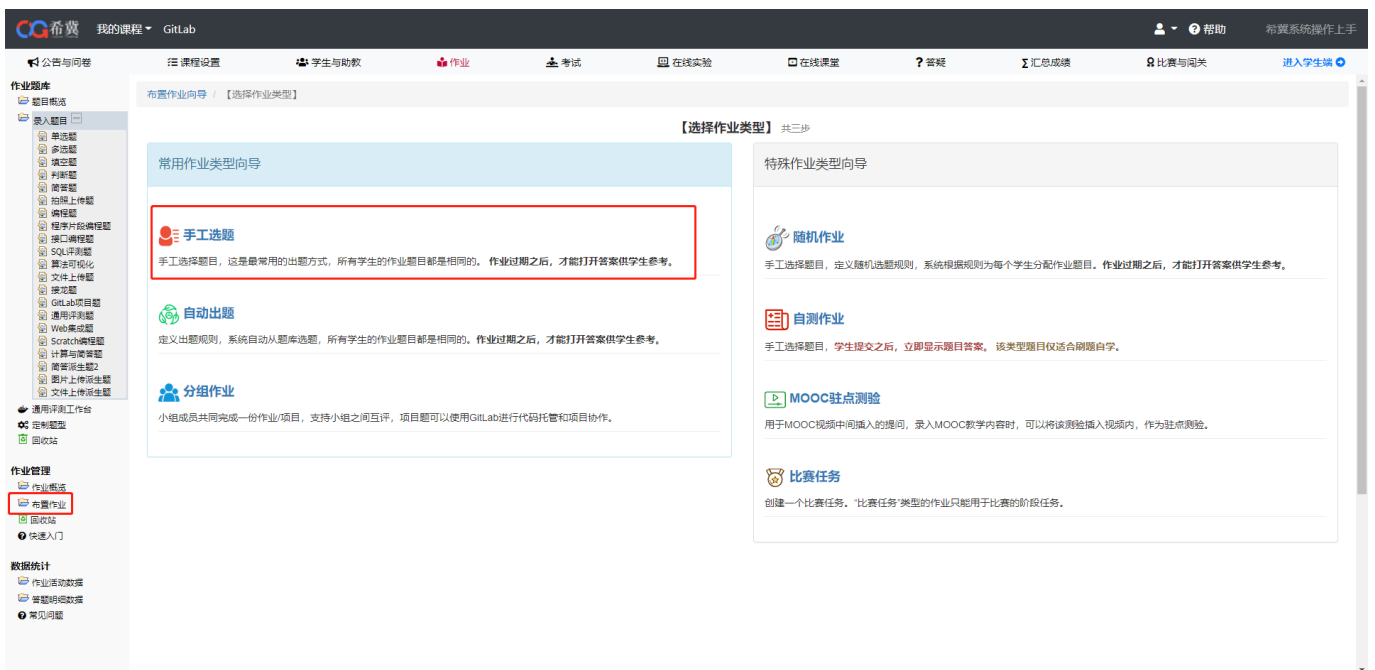 CG希冀 我的课程 GitLab 帮助 希冀系统操作上手
公告与问卷 课程设置 学生与助教 作业 考试 在线实验 在线课堂 答疑 汇总成绩 比赛与闯关 进入学生端
作业题库
题目概览
录入题目
单选题
多选题
填空题
判断题
简答题
拍照上传题
编程题
程序片段编程题
接口编程题
SQL评测题
算法可视化
文件上传题
接龙题
GitLab项目题
通用评测题
Web集成题
Scratch编程题
计算与简答题
简答派生题2
图片上传派生题
文件上传派生题
通用评测工作台
定制题型
回收站
作业管理
作业概览
布置作业
回收站
快速入门
数据统计
作业活动数据
答题明细数据
常见问题
布置作业向导 / 【选择作业类型】
【选择作业类型】 共三步
常用作业类型向导
手工选题
手工选择题目，这是最常用的出题方式，所有学生的作业题目都是相同的。 作业过期之后，才能打开答案供学生参考。
自动出题
定义出题规则，系统自动从题库选题，所有学生的作业题目都是相同的。作业过期之后，才能打开答案供学生参考。
分组作业
小组成员共同完成一份作业/项目，支持小组之间互评，项目题可以使用GitLab进行代码托管和项目协作。
特殊作业类型向导
随机作业
手工选择题目，定义随机选题规则，系统根据规则为每个学生分配作业题目。作业过期之后，才能打开答案供学生参考。
自测作业
手工选择题目，学生提交之后，立即显示题目答案。 该类型题目仅适合刷题自学。
MOOC驻点测验
用于MOOC视频中间插入的提问，录入MOOC教学内容时，可以将该测验插入视频内，作为驻点测验。
比赛任务
创建一个比赛任务。“比赛任务”类型的作业只能用于比赛的阶段任务。